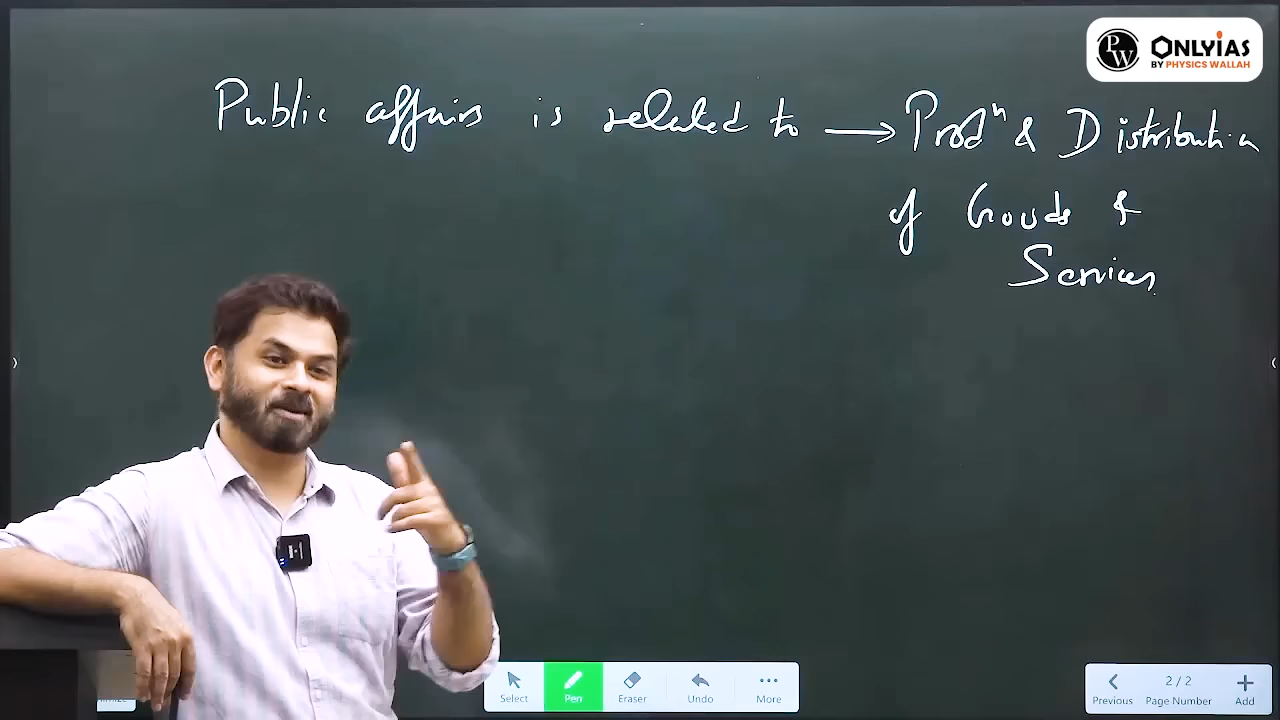 PW ONLYIAS
BY PHYSICS WALLAH
Public affairs is related to → Prodⁿ & Distribution
of Goods &
Services
Select
Pen
Eraser
Undo
More
Previous
2 / 2
Page Number
Add